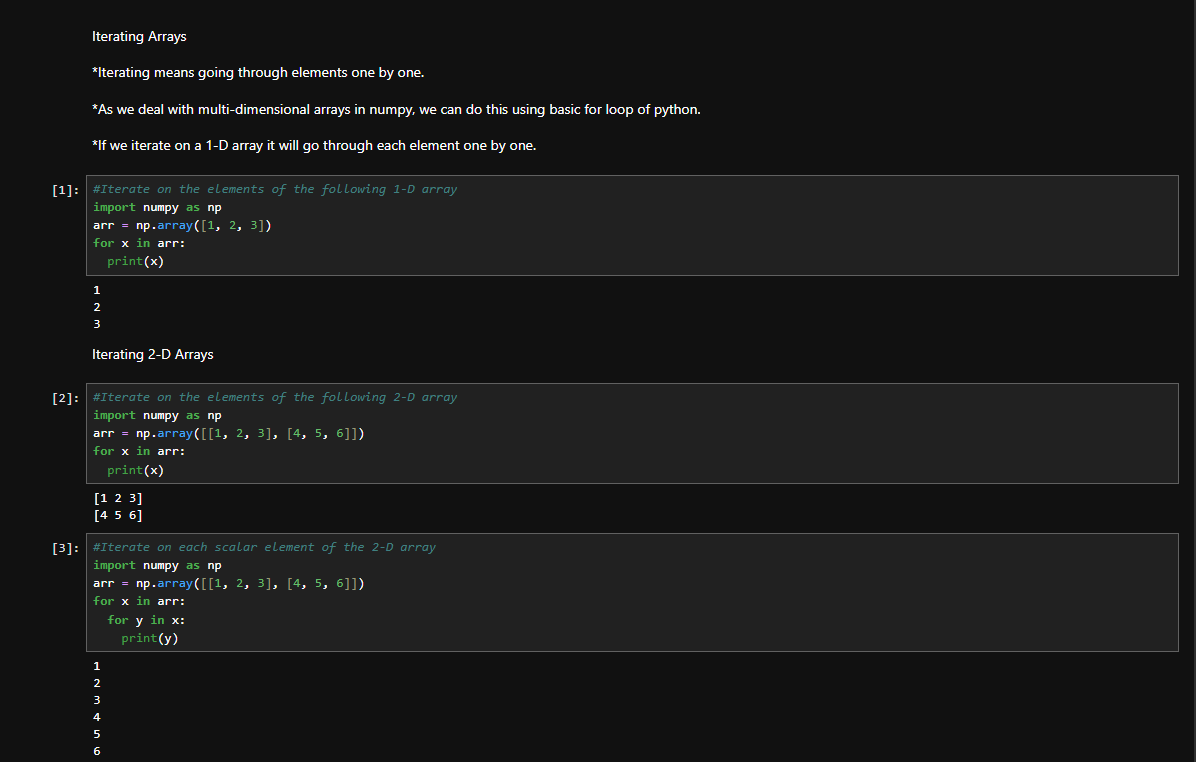 Iterating Arrays
*Iterating means going through elements one by one.
*As we deal with multi-dimensional arrays in numpy, we can do this using basic for loop of python.
*If we iterate on a 1-D array it will go through each element one by one.
[1]: #Iterate on the elements of the following 1-D array
import numpy as np
arr = np.array([1, 2, 3])
for x in arr:
  print(x)
1
2
3
Iterating 2-D Arrays
[2]: #Iterate on the elements of the following 2-D array
import numpy as np
arr = np.array([[1, 2, 3], [4, 5, 6]])
for x in arr:
  print(x)
[1 2 3]
[4 5 6]
[3]: #Iterate on each scalar element of the 2-D array
import numpy as np
arr = np.array([[1, 2, 3], [4, 5, 6]])
for x in arr:
  for y in x:
    print(y)
1
2
3
4
5
6